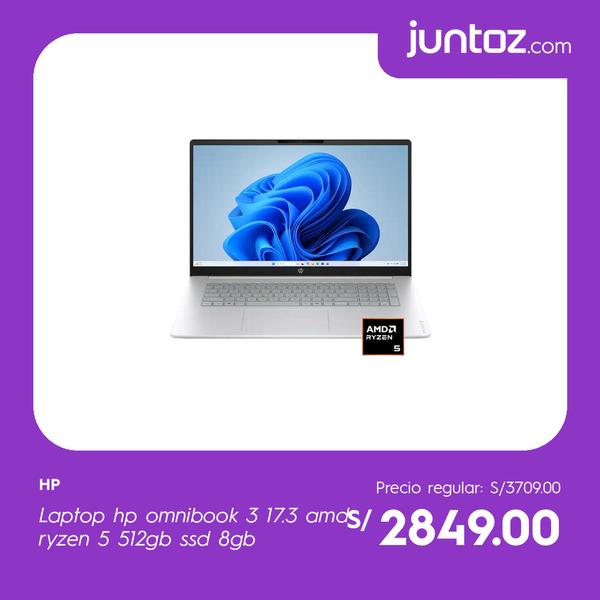 juntoz.com
AMD
RYZEN
5
HP
Laptop hp omnibook 3 17.3 amd
ryzen 5 512gb ssd 8gb
Precio regular: S/3709.00
S/ 2849.00